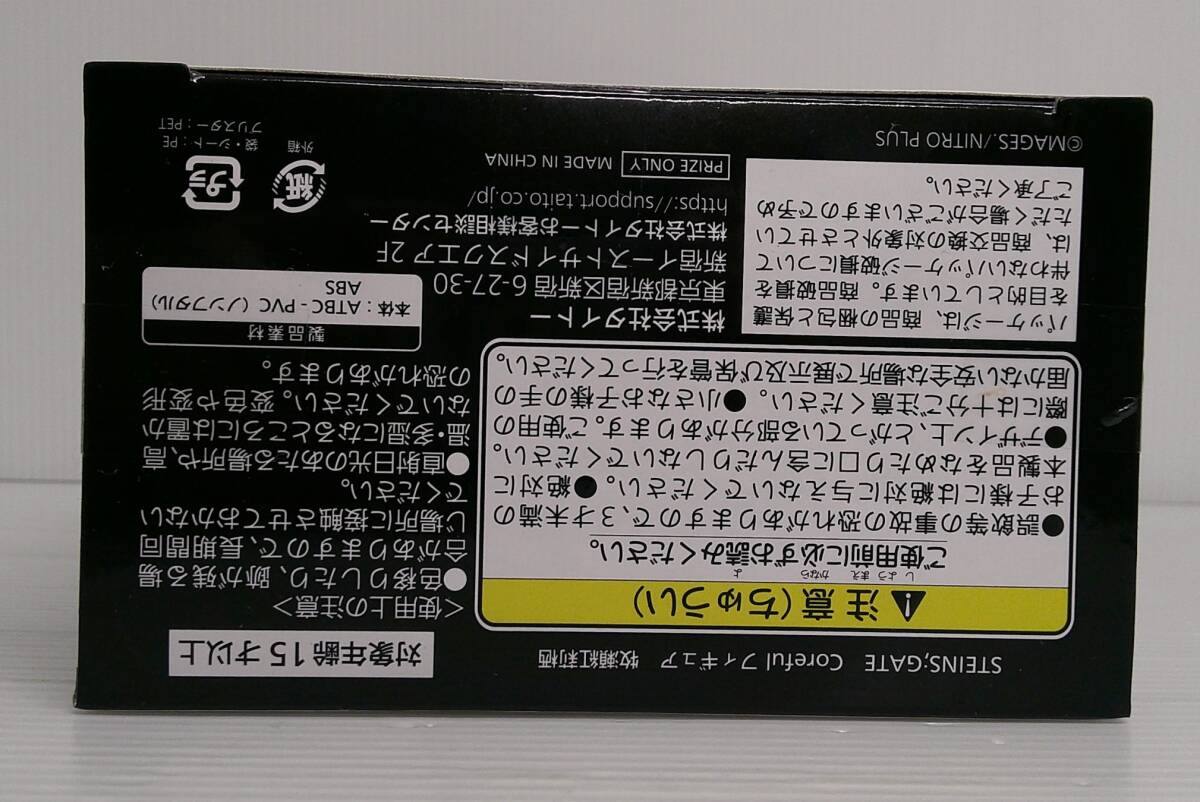 STEINS;GATE Coreful フィギュア 牧瀬紅莉栖
対象年齢15才以上
注意(ちゅうい)
ご使用前に必ずお読みください。
しようまえ かなら よ
●誤飲等の事故の恐れがありますので、3才未満の
お子様には絶対に与えないでください。●絶対に
本製品をなめたり口に含んだりしないでください。
●デザイン上、とがっている部分があります。ご使用の
際には十分ご注意ください。●小さなお子様の手の
届かない安全な場所で展示及び保管を行ってください。
パッケージは、商品の梱包と保護
を目的としています。商品破損を
伴わないパッケージ破損について
は、商品交換の対象外とさせてい
ただく場合がございますので予め
ご了承ください。
©MAGES./NITRO PLUS
<使用上の注意>
●色移りしたり、跡が残る場
合がありますので、長期間同
じ場所に接触させておかない
でください。
●直射日光のあたる場所や、高
温・多湿になるところには置か
ないでください。変色や変形
の恐れがあります。
製品素材
本体:ATBC-PVC(ノンフタル)
ABS
株式会社タイトー
東京都新宿区新宿6-27-30
新宿イーストサイドスクエア2F
株式会社タイトーお客様相談センター
https://support.taito.co.jp/
PRIZE ONLY MADE IN CHINA
紙
外箱
プラ
袋・シート:PE
ブリスター:PET